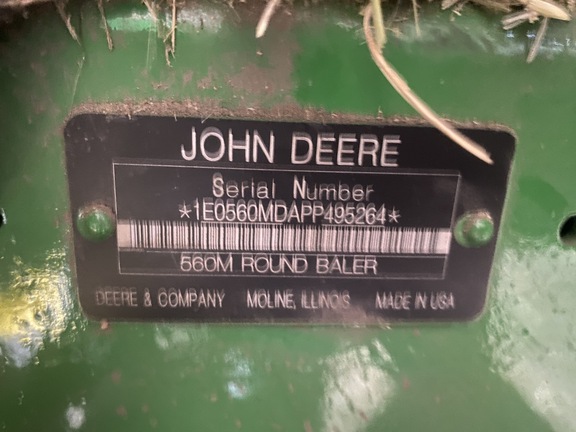 JOHN DEERE
Serial Number
*1E0560MDAPP495264*
560M ROUND BALER
DEERE & COMPANY MOLINE, ILLINOIS MADE IN USA